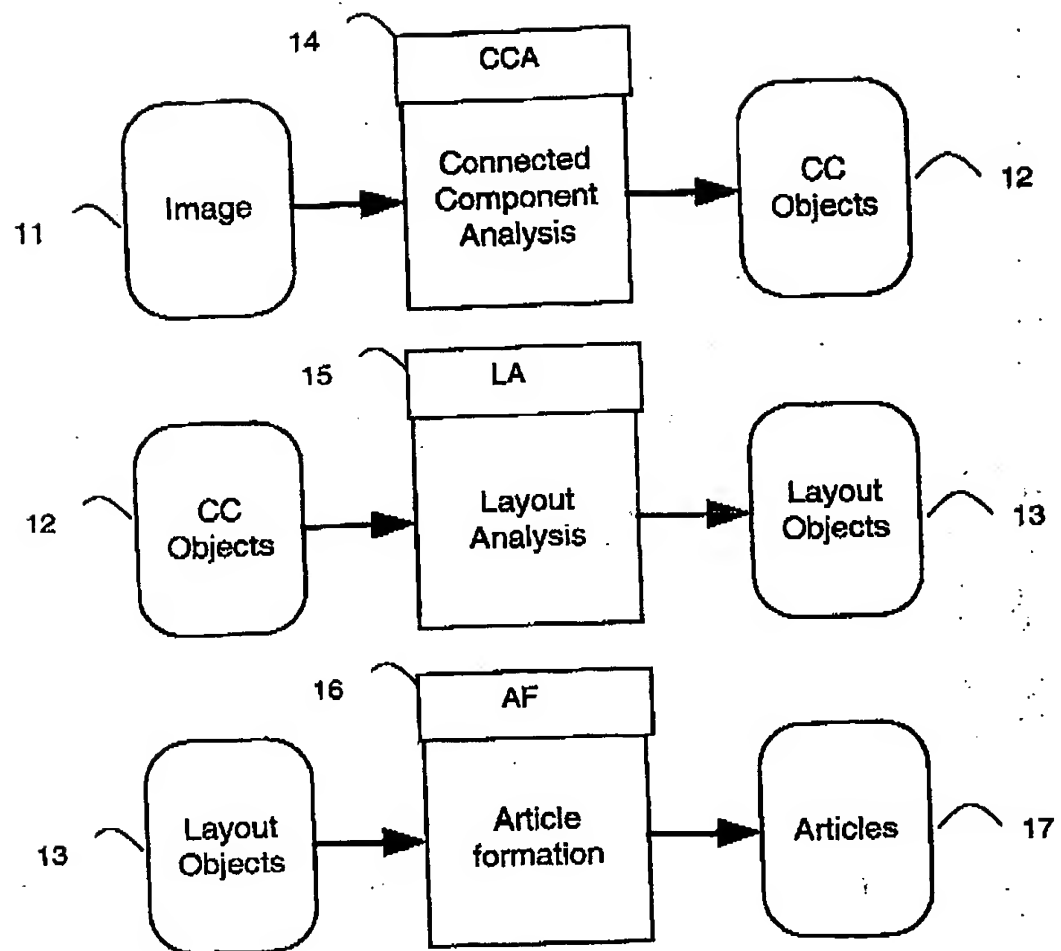 14
CCA
Image
Connected
Component
Analysis
CC
Objects
12
11
15
LA
CC
Objects
Layout
Analysis
Layout
Objects
12
13
16
AF
Layout
Objects
Article
formation
Articles
13
17